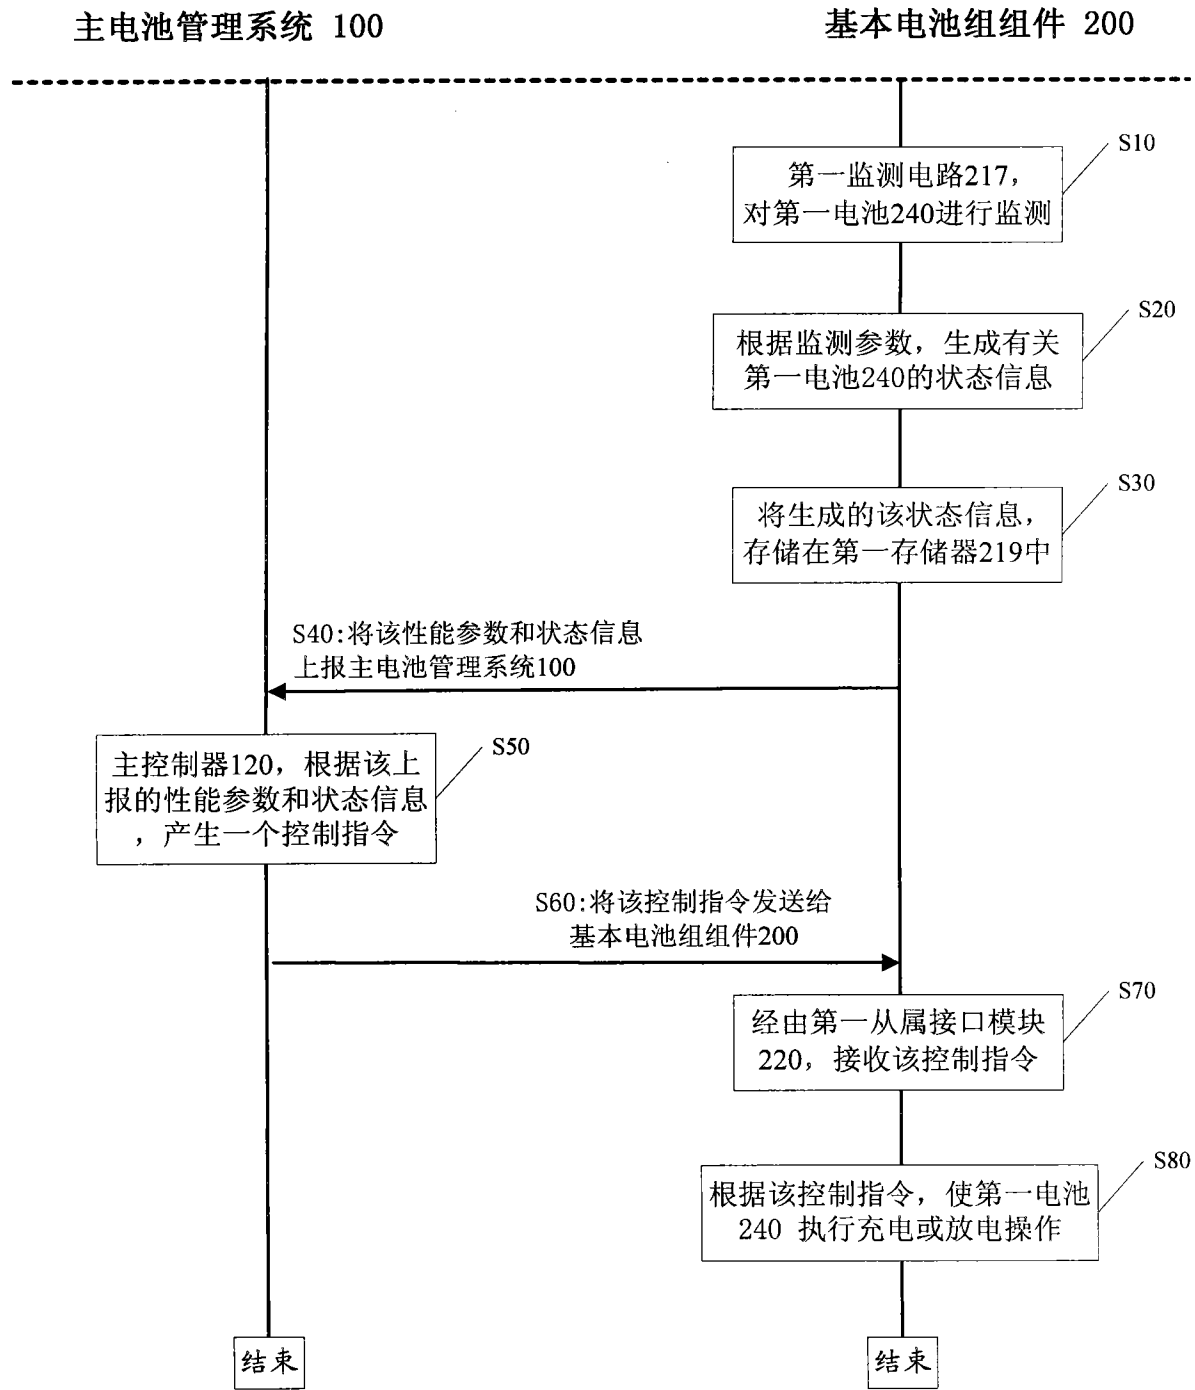 主电池管理系统 100
基本电池组组件 200
S10
第一监测电路217，
对第一电池240进行监测
S20
根据监测参数，生成有关
第一电池240的状态信息
S30
将生成的该状态信息，
存储在第一存储器219中
S40:将该性能参数和状态信息
上报主电池管理系统100
S50
主控制器120，根据该上
报的性能参数和状态信息
，产生一个控制指令
S60:将该控制指令发送给
基本电池组组件200
S70
经由第一从属接口模块
220，接收该控制指令
S80
根据该控制指令，使第一电池
240 执行充电或放电操作
结束
结束